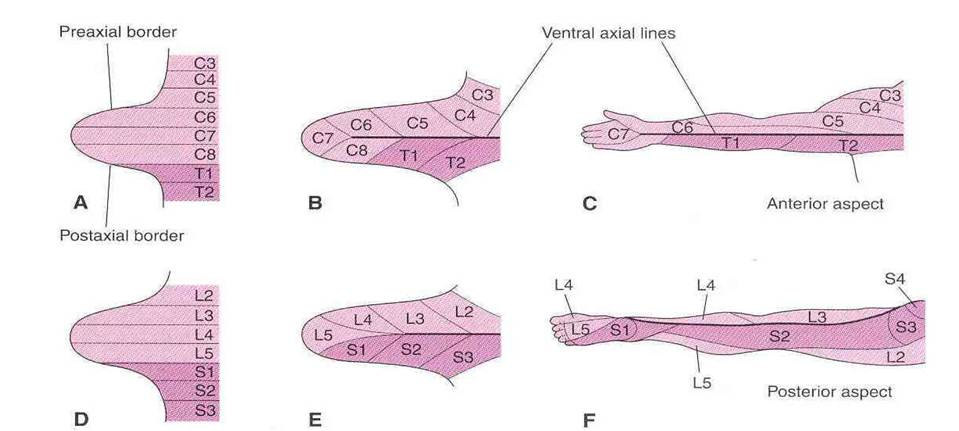 Preaxial border
C3
C4
C5
C6
C7
C8
T1
T2
A
Postaxial border
Ventral axial lines
C3
C4
C5
C6
C7
C8
T1
T2
B
C3
C4
C5
C6
C7
T1
T2
C
Anterior aspect
L2
L3
L4
L5
S1
S2
S3
D
L2
L3
L4
L5
S1
S2
S3
E
L4
L4
S4
L3
S3
L5
S1
S2
L2
L5
F
Posterior aspect